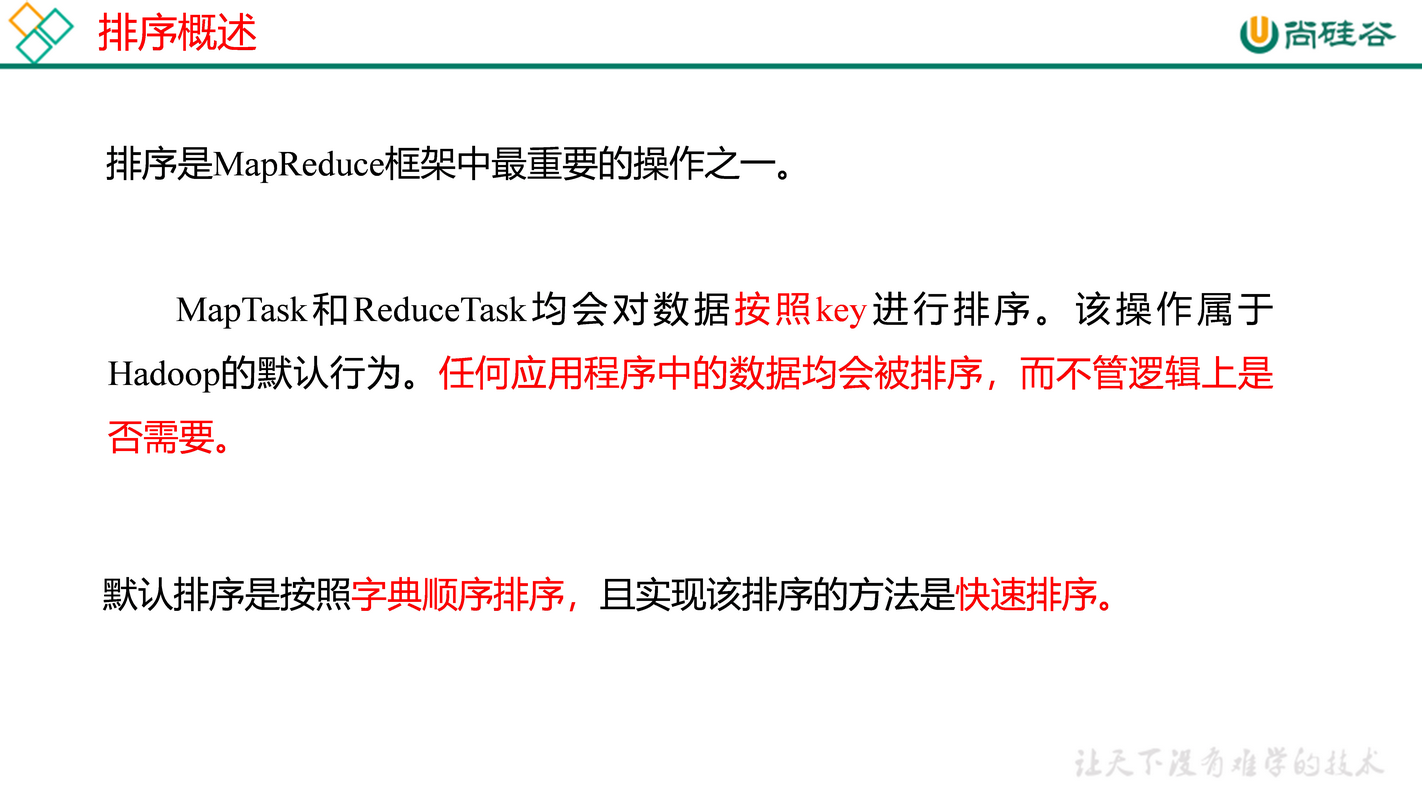 排序概述
尚硅谷
排序是MapReduce框架中最重要的操作之一。
MapTask和ReduceTask均会对数据按照key进行排序。该操作属于
Hadoop的默认行为。任何应用程序中的数据均会被排序，而不管逻辑上是
否需要。
默认排序是按照字典顺序排序，且实现该排序的方法是快速排序。
让天下没有难学的技术